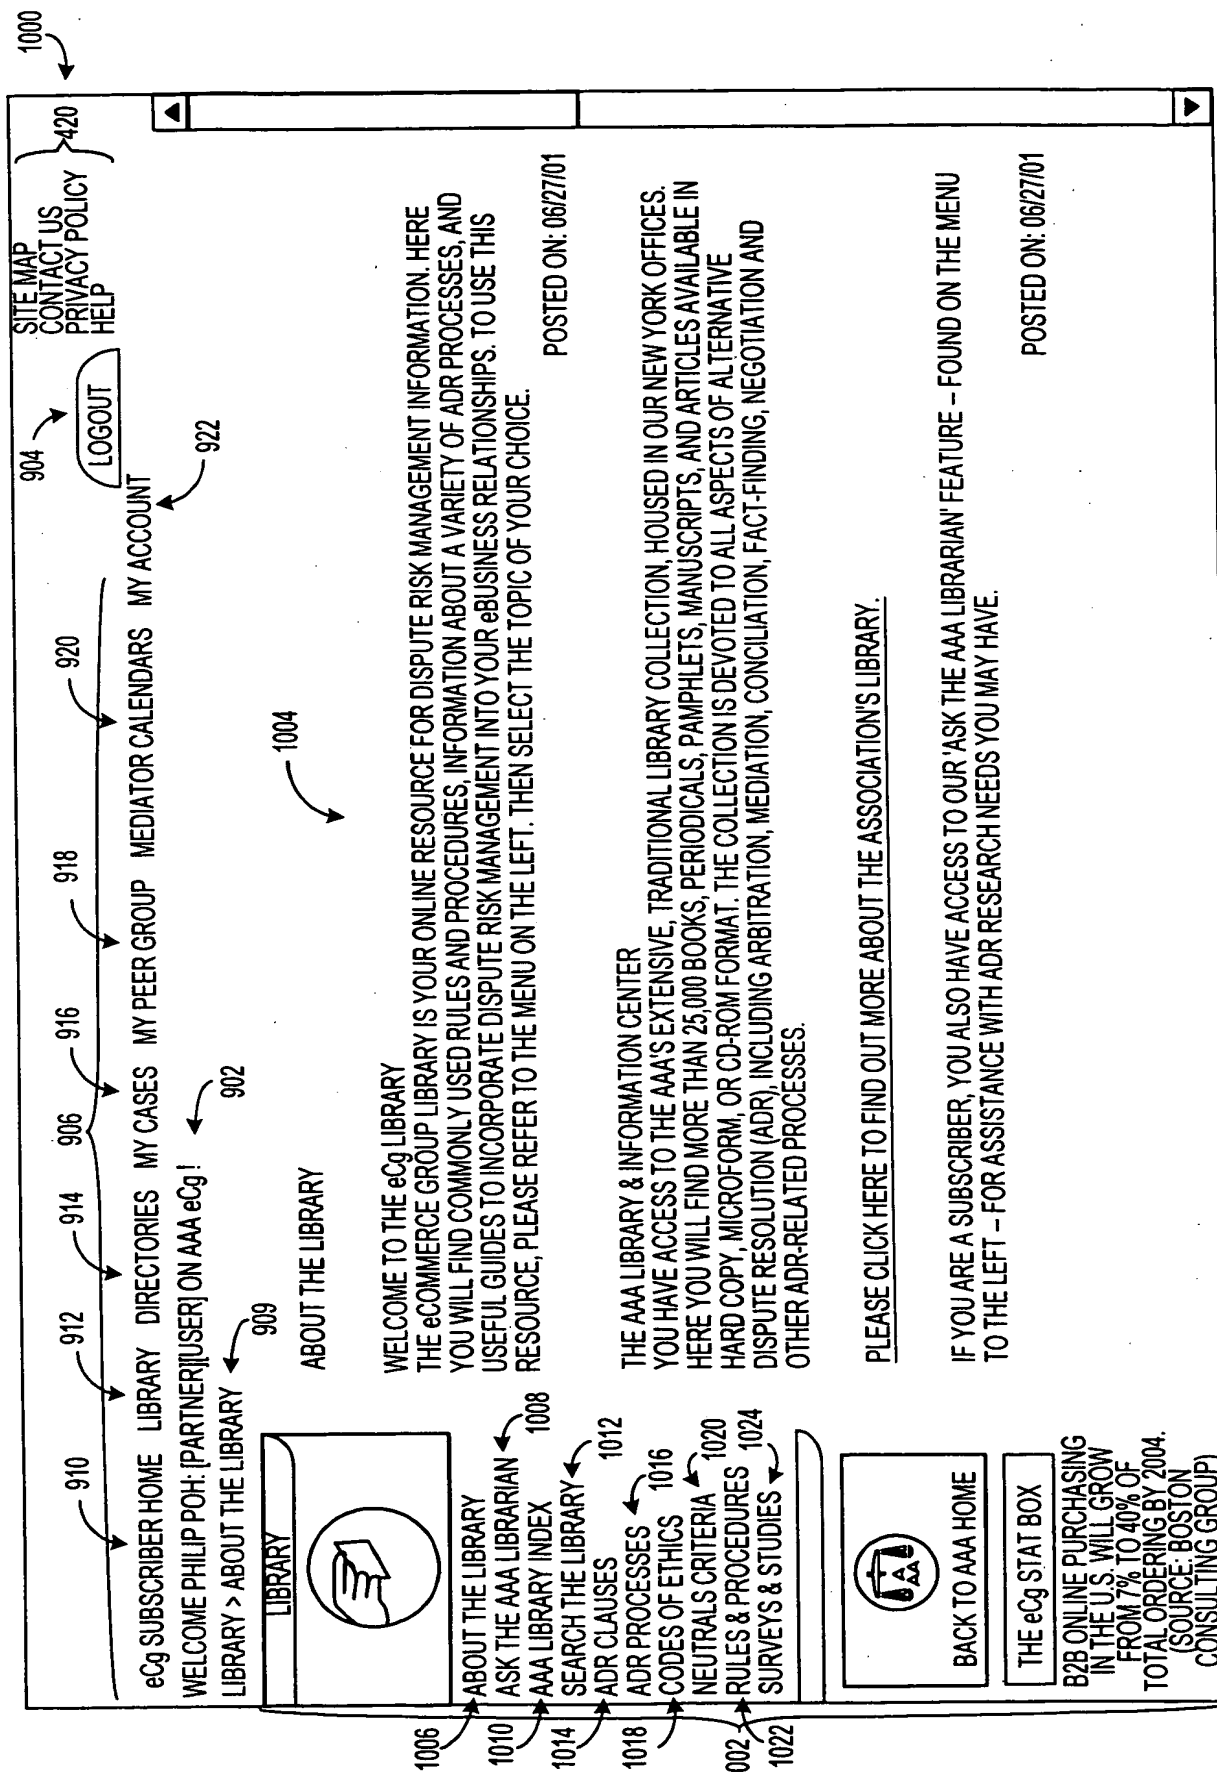 1000
SITE MAP
CONTACT US
PRIVACY POLICY
HELP
420
904
LOGOUT
906
910
912
914
916
918
920
922
eCg SUBSCRIBER HOME LIBRARY DIRECTORIES MY CASES MY PEER GROUP MEDIATOR CALENDARS MY ACCOUNT
WELCOME PHILIP POH: [PARTNER][USER] ON AAA eCg!
902
LIBRARY > ABOUT THE LIBRARY
909
LIBRARY
1006
ABOUT THE LIBRARY
ASK THE AAA LIBRARIAN
1008
1010
AAA LIBRARY INDEX
SEARCH THE LIBRARY
1012
1014
ADR CLAUSES
ADR PROCESSES
1016
1018
CODES OF ETHICS
NEUTRALS CRITERIA
1020
002
1022
RULES & PROCEDURES
SURVEYS & STUDIES
1024
AAA
BACK TO AAA HOME
THE eCg STAT BOX
B2B ONLINE PURCHASING
IN THE U.S. WILL GROW
FROM 7% TO 40% OF
TOTAL ORDERING BY 2004.
(SOURCE: BOSTON
CONSULTING GROUP)
1004
ABOUT THE LIBRARY
WELCOME TO THE eCg LIBRARY
THE eCOMMERCE GROUP LIBRARY IS YOUR ONLINE RESOURCE FOR DISPUTE RISK MANAGEMENT INFORMATION. HERE
YOU WILL FIND COMMONLY USED RULES AND PROCEDURES, INFORMATION ABOUT A VARIETY OF ADR PROCESSES, AND
USEFUL GUIDES TO INCORPORATE DISPUTE RISK MANAGEMENT INTO YOUR eBUSINESS RELATIONSHIPS. TO USE THIS
RESOURCE, PLEASE REFER TO THE MENU ON THE LEFT. THEN SELECT THE TOPIC OF YOUR CHOICE.
POSTED ON: 06/27/01
THE AAA LIBRARY & INFORMATION CENTER
YOU HAVE ACCESS TO THE AAA'S EXTENSIVE, TRADITIONAL LIBRARY COLLECTION, HOUSED IN OUR NEW YORK OFFICES.
HERE YOU WILL FIND MORE THAN 25,000 BOOKS, PERIODICALS, PAMPHLETS, MANUSCRIPTS, AND ARTICLES AVAILABLE IN
HARD COPY, MICROFORM, OR CD-ROM FORMAT. THE COLLECTION IS DEVOTED TO ALL ASPECTS OF ALTERNATIVE
DISPUTE RESOLUTION (ADR), INCLUDING ARBITRATION, MEDIATION, CONCILIATION, FACT-FINDING, NEGOTIATION AND
OTHER ADR-RELATED PROCESSES.
PLEASE CLICK HERE TO FIND OUT MORE ABOUT THE ASSOCIATION'S LIBRARY.
IF YOU ARE A SUBSCRIBER, YOU ALSO HAVE ACCESS TO OUR 'ASK THE AAA LIBRARIAN' FEATURE – FOUND ON THE MENU
TO THE LEFT – FOR ASSISTANCE WITH ADR RESEARCH NEEDS YOU MAY HAVE.
POSTED ON: 06/27/01